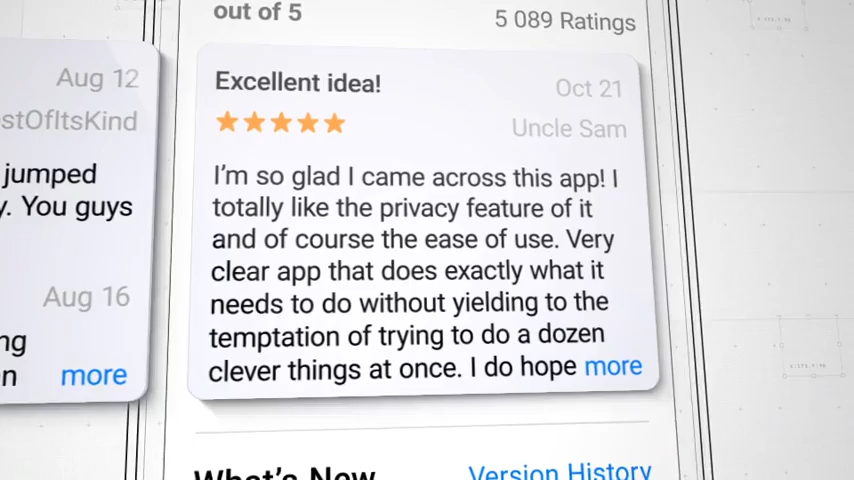 out of 5
5 089 Ratings
Aug 12
stOfItsKind
jumped
y. You guys
Aug 16
ng
n more
Excellent idea!
Oct 21
Uncle Sam
I'm so glad I came across this app! I
totally like the privacy feature of it
and of course the ease of use. Very
clear app that does exactly what it
needs to do without yielding to the
temptation of trying to do a dozen
clever things at once. I do hope more
What's New
Version History